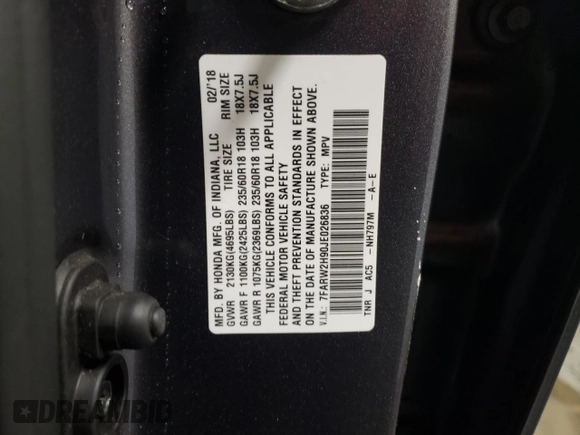 MFD. BY HONDA MFG. OF INDIANA, LLC 02/'18
GVWR 2130KG(4695LBS) TIRE SIZE RIM SIZE
GAWR F 1100KG(2425LBS) 235/60R18 103H 18X7.5J
GAWR R 1075KG(2369LBS) 235/60R18 103H 18X7.5J
THIS VEHICLE CONFORMS TO ALL APPLICABLE
FEDERAL MOTOR VEHICLE SAFETY
AND THEFT PREVENTION STANDARDS IN EFFECT
ON THE DATE OF MANUFACTURE SHOWN ABOVE.
V.I.N.: 7FARW2H90JE026836 TYPE: MPV
TNR J AC5 -NH797M -A-E
DREAMBID